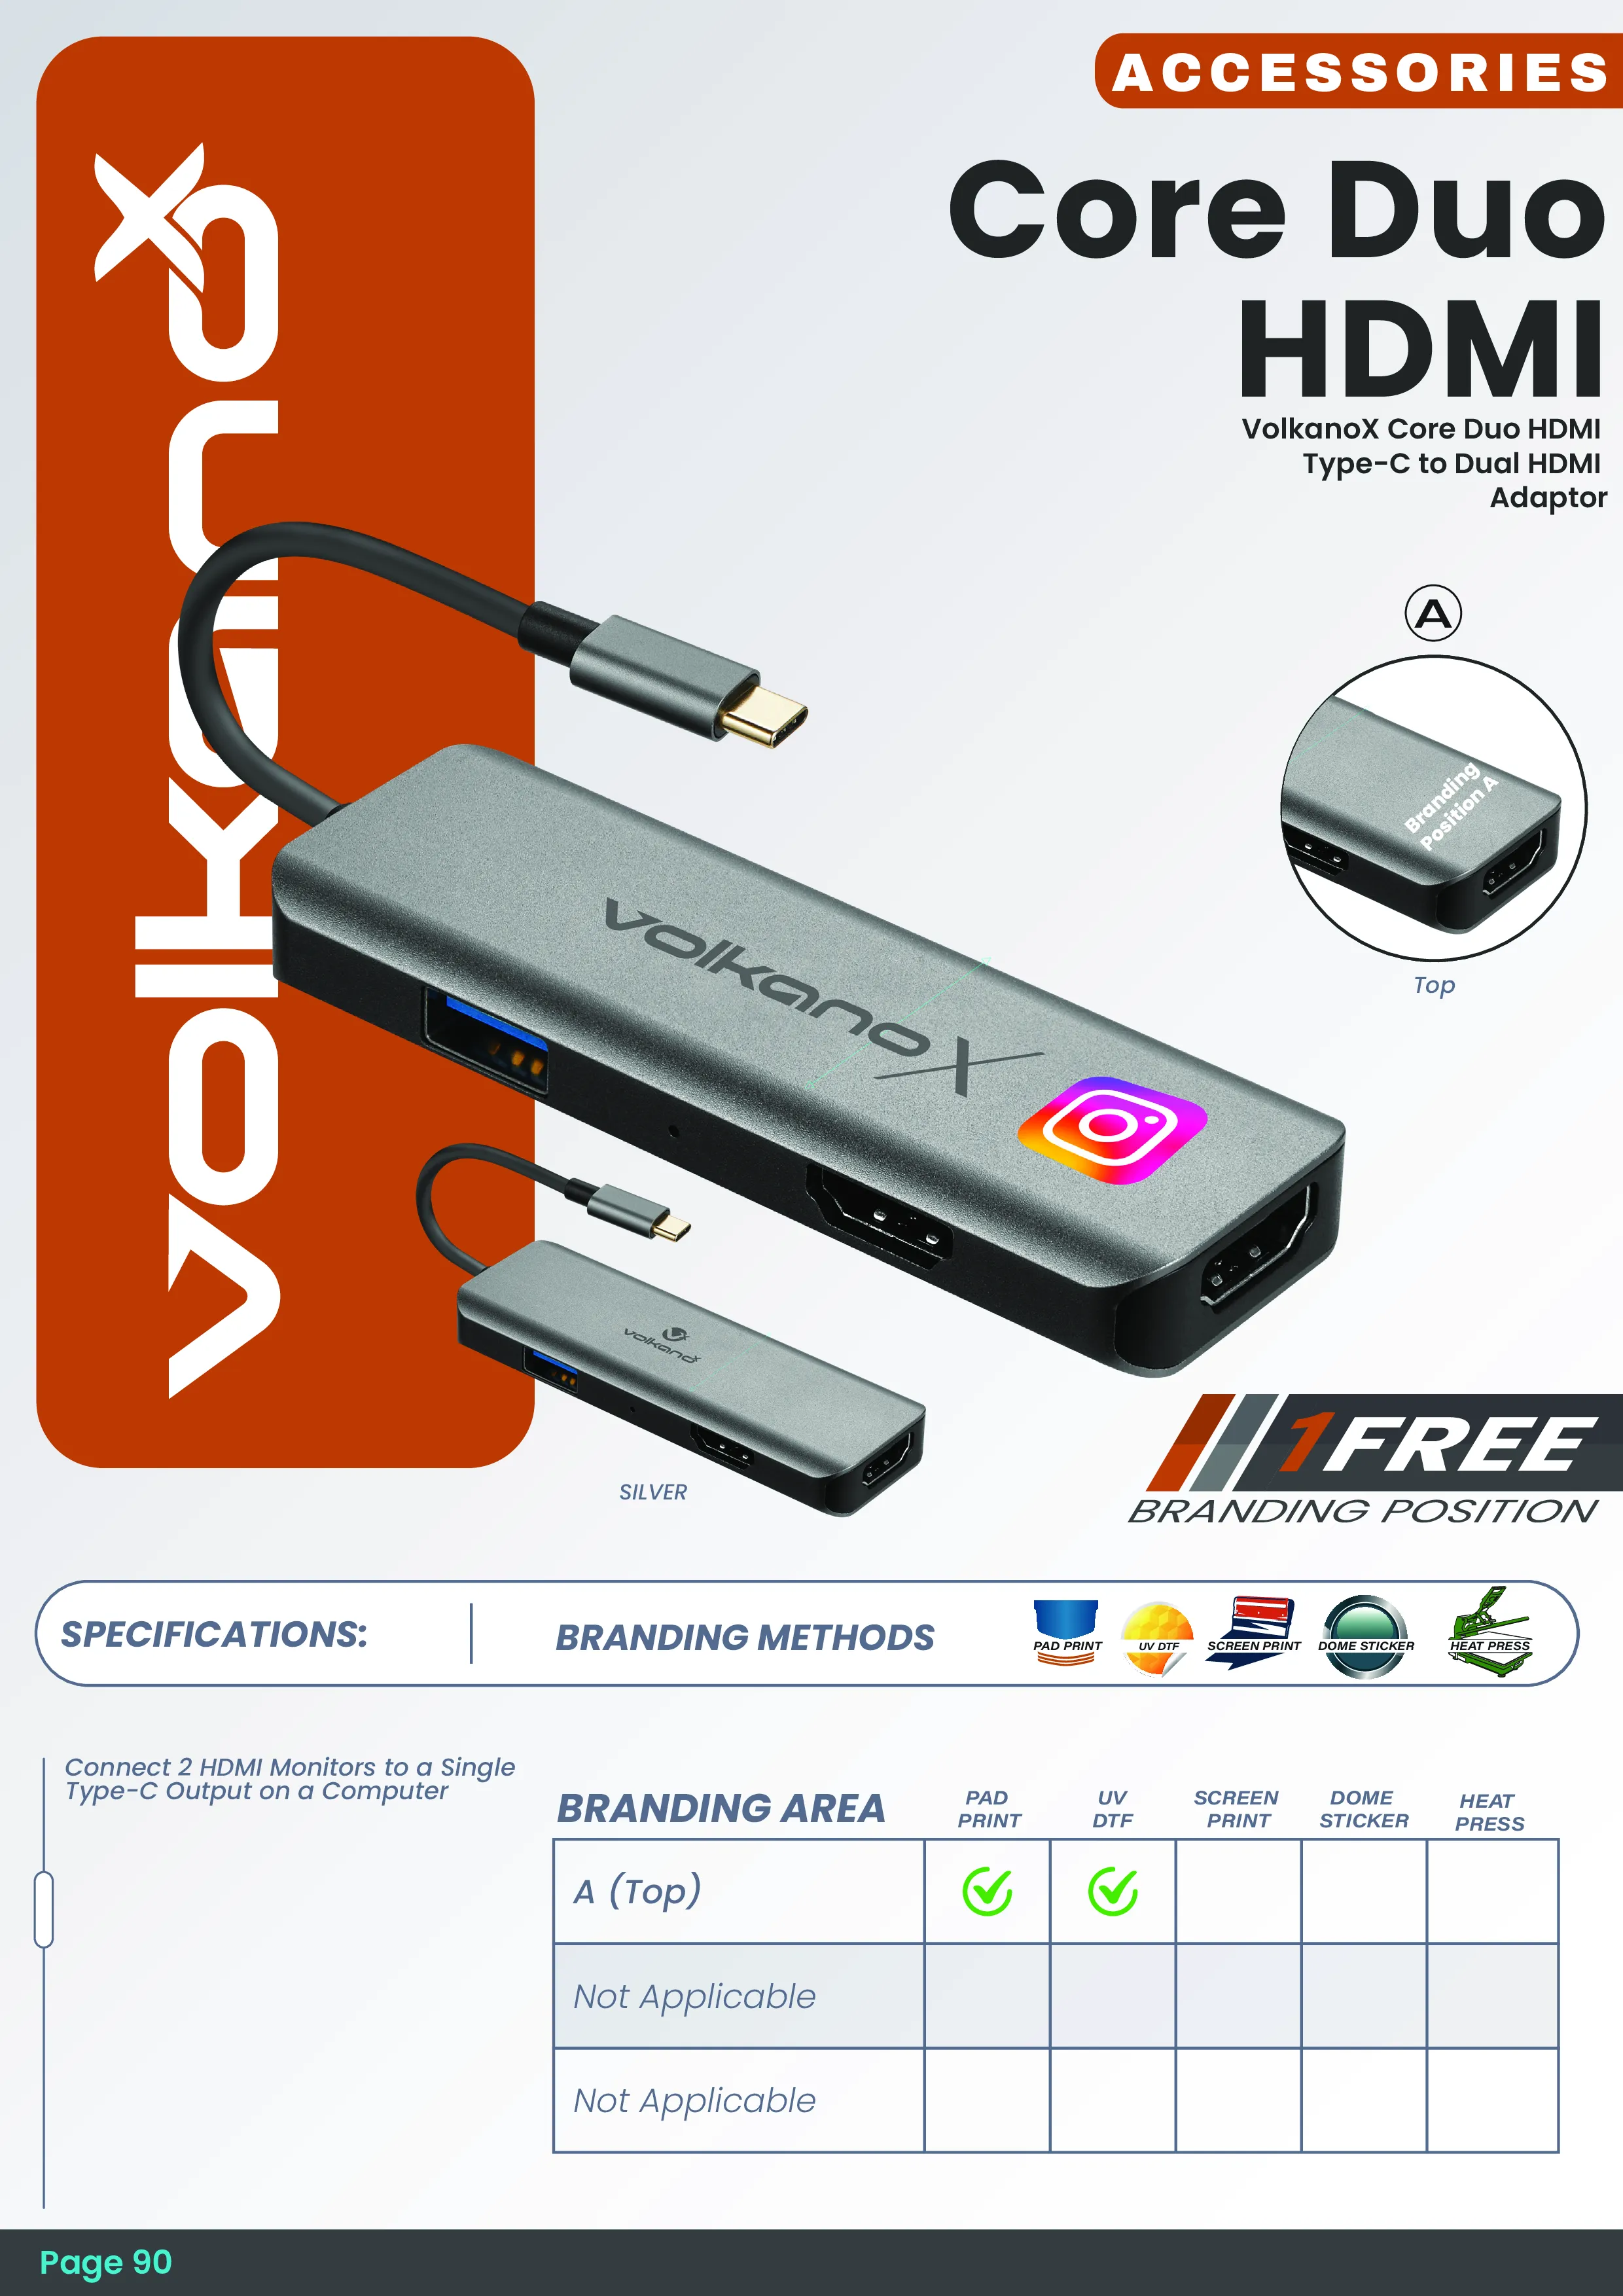 ACCESSORIES
volkanox
Core Duo
HDMI
VolkanoX Core Duo HDMI
Type-C to Dual HDMI
Adaptor
A
Branding
Position A
Top
volkano X
volkanox
SILVER
1 FREE
BRANDING POSITION
SPECIFICATIONS:
BRANDING METHODS
PAD PRINT
UV DTF
SCREEN PRINT
DOME STICKER
HEAT PRESS
Connect 2 HDMI Monitors to a Single
Type-C Output on a Computer
BRANDING AREA
PAD
PRINT
UV
DTF
SCREEN
PRINT
DOME
STICKER
HEAT
PRESS
A (Top)
Not Applicable
Not Applicable
Page 90